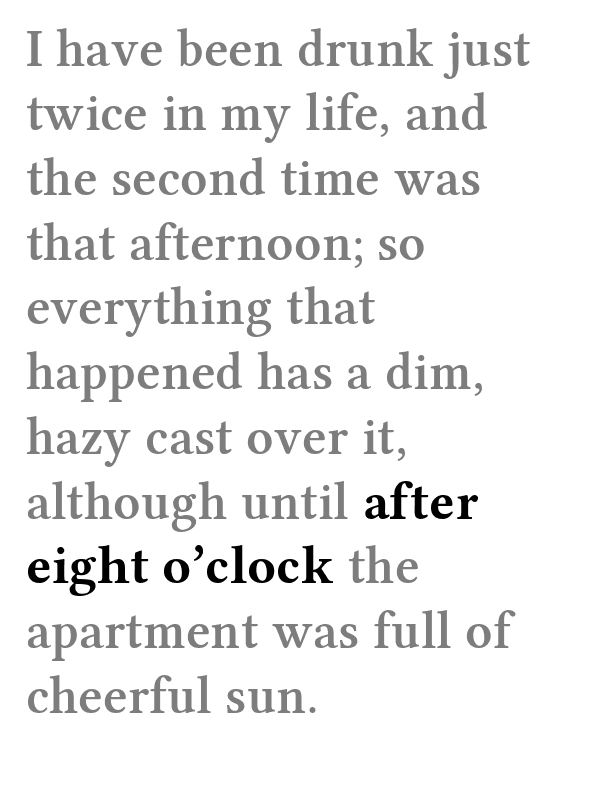 I have been drunk just
twice in my life, and
the second time was
that afternoon; so
everything that
happened has a dim,
hazy cast over it,
although until after
eight o’clock the
apartment was full of
cheerful sun.